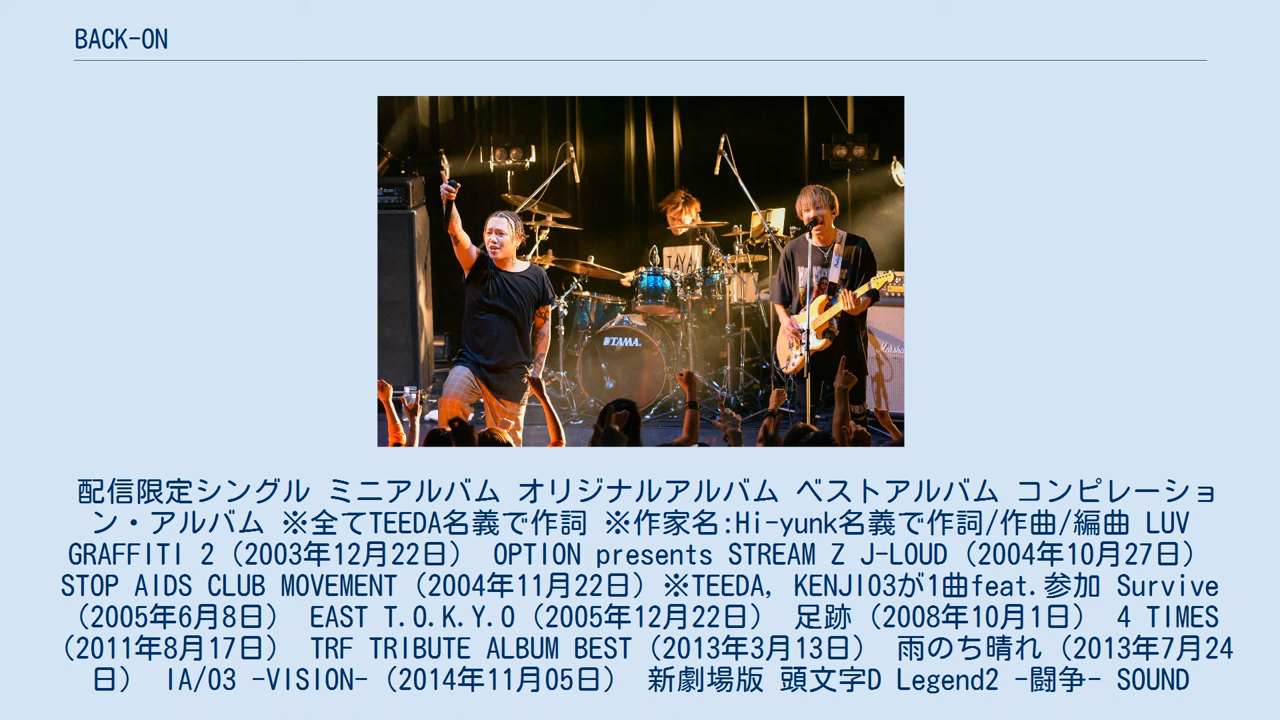 BACK-ON
TAYA
TAMA
Marshall
配信限定シングル ミニアルバム オリジナルアルバム ベストアルバム コンピレーショ
ン・アルバム ※全てTEEDA名義で作詞 ※作家名:Hi-yunk名義で作詞/作曲/編曲 LUV
GRAFFITI 2（2003年12月22日） OPTION presents STREAM Z J-LOUD（2004年10月27日）
STOP AIDS CLUB MOVEMENT（2004年11月22日）※TEEDA, KENJI03が1曲feat.参加 Survive
（2005年6月8日） EAST T.O.K.Y.O（2005年12月22日） 足跡（2008年10月1日） 4 TIMES
（2011年8月17日） TRF TRIBUTE ALBUM BEST（2013年3月13日） 雨のち晴れ（2013年7月24
日） IA/03 -VISION-（2014年11月05日） 新劇場版 頭文字D Legend2 -闘争- SOUND